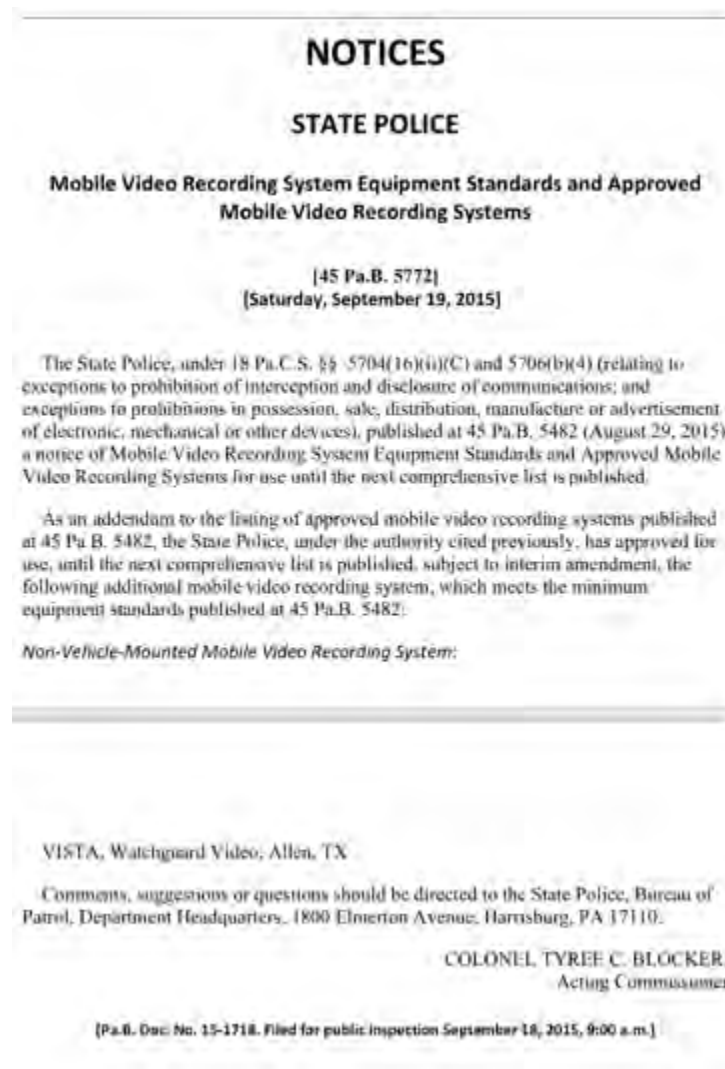 NOTICES
STATE POLICE
Mobile Video Recording System Equipment Standards and Approved
Mobile Video Recording Systems
[45 Pa.B. 5772]
[Saturday, September 19, 2015]
The State Police, under 18 Pa.C.S. §§ 5704(16)(ii)(C) and 5706(b)(4) (relating to
exceptions to prohibition of interception and disclosure of communications; and
exceptions to prohibitions in possession, sale, distribution, manufacture or advertisement
of electronic, mechanical or other devices), published at 45 Pa.B. 5482 (August 29, 2015)
a notice of Mobile Video Recording System Equipment Standards and Approved Mobile
Video Recording Systems for use until the next comprehensive list is published.
As an addendum to the listing of approved mobile video recording systems published
at 45 Pa.B. 5482, the State Police, under the authority cited previously, has approved for
use, until the next comprehensive list is published, subject to interim amendment, the
following additional mobile video recording system, which meets the minimum
equipment standards published at 45 Pa.B. 5482:
Non-Vehicle-Mounted Mobile Video Recording System:
VISTA, Watchguard Video, Allen, TX
Comments, suggestions or questions should be directed to the State Police, Bureau of
Patrol, Department Headquarters, 1800 Elmerton Avenue, Harrisburg, PA 17110.
COLONEL TYREE C. BLOCKER
Acting Commissioner
[Pa.B. Doc. No. 15-1718. Filed for public inspection September 18, 2015, 9:00 a.m.]